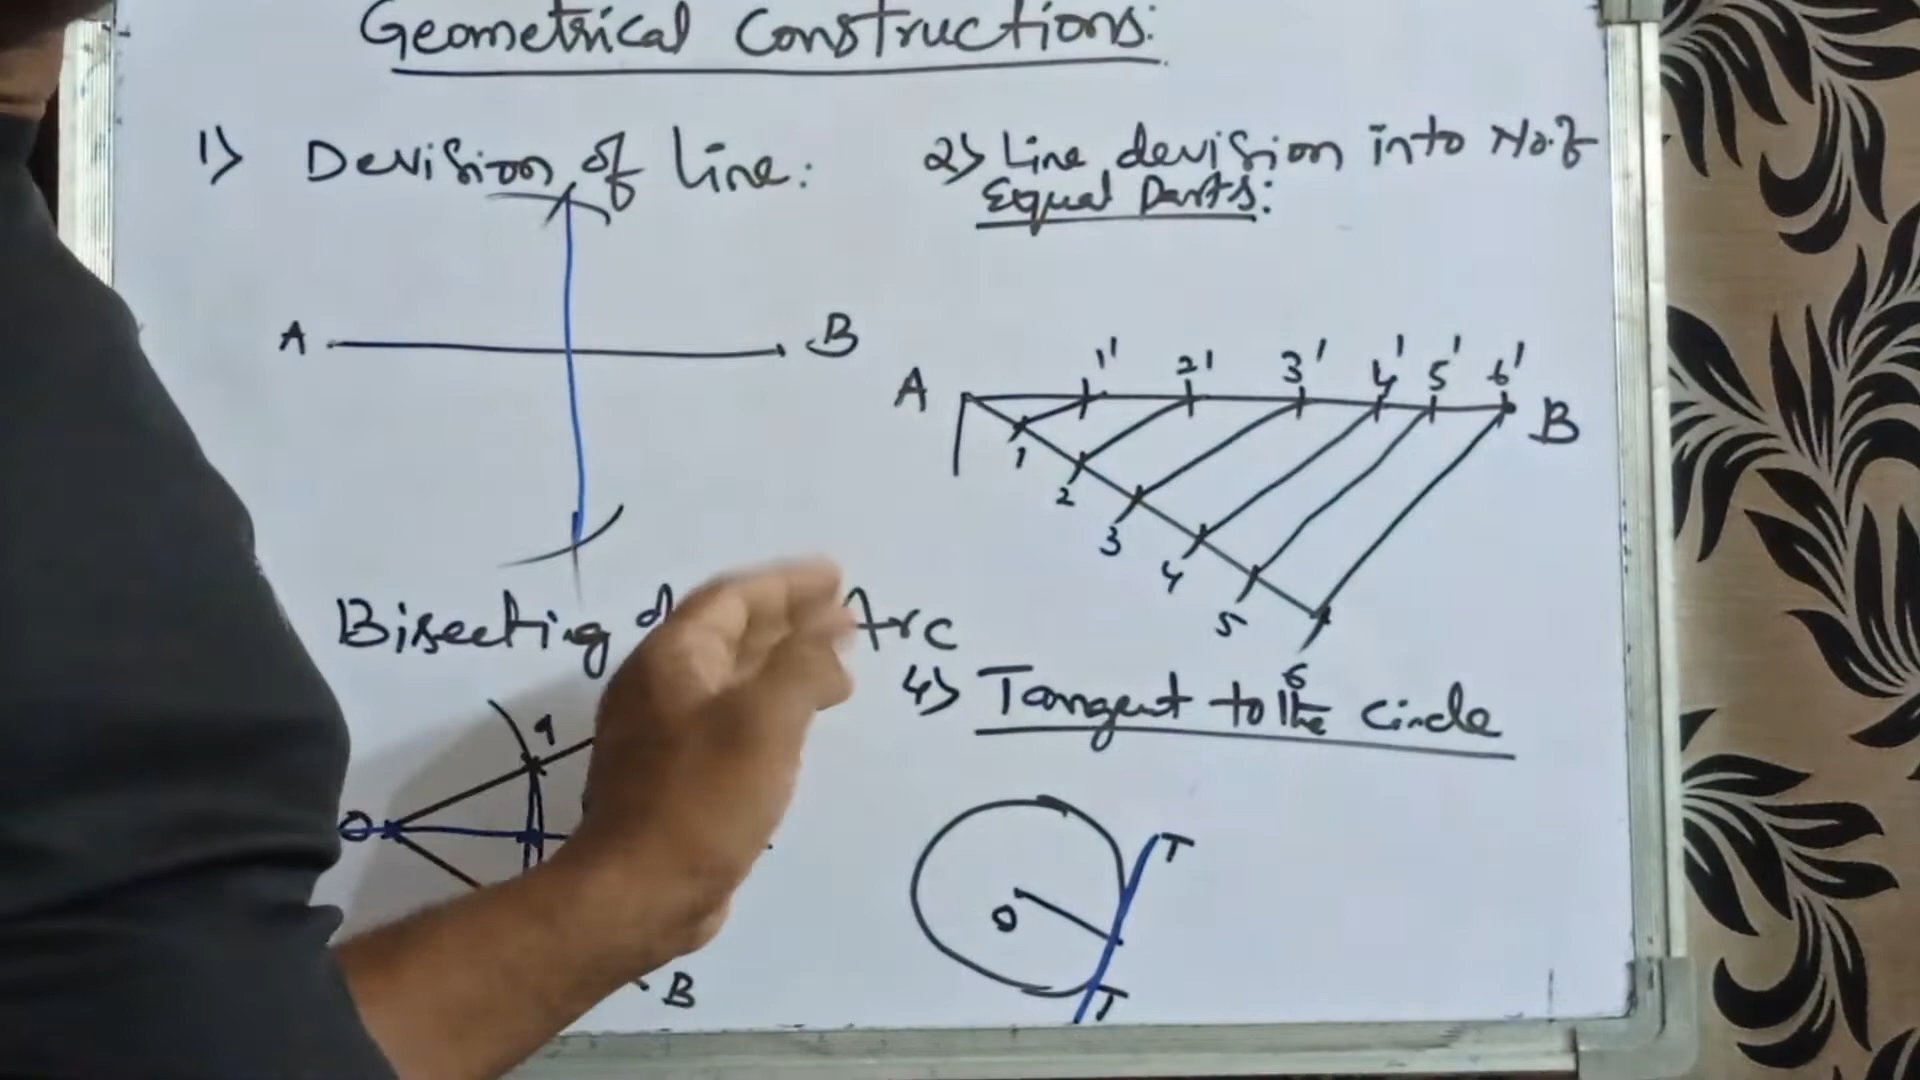 Geometrical Constructions:
1) Devision of Line:
A
B
2) Line devision into No.of
Equal Parts:
A
1' 2' 3' 4' 5' 6'
B
1
2
3
4
5
6
Bisecting Arc
O
B
4) Tangent to the Circle
O
T
T